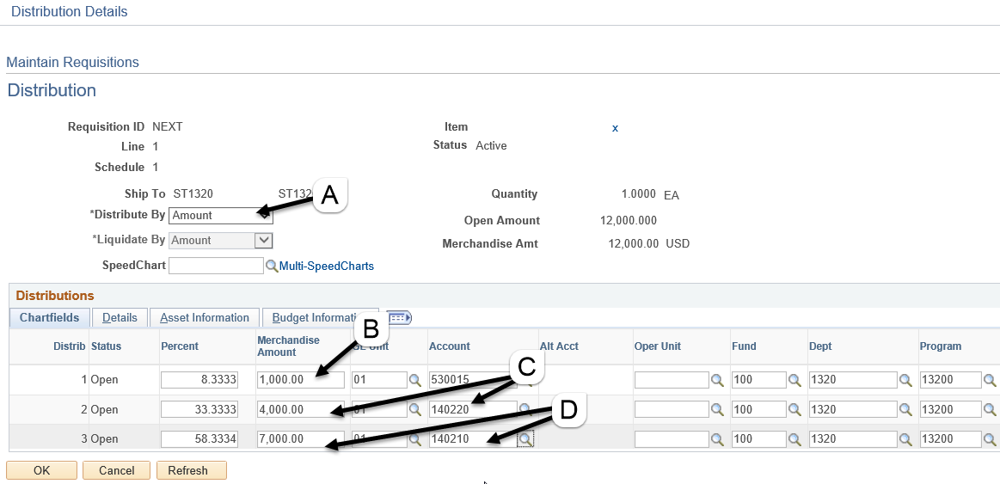 Distribution Details
Maintain Requisitions
Distribution
Requisition ID NEXT
Item x
Line 1
Status Active
Schedule 1
Ship To ST1320 ST132
A
Quantity 1.0000 EA
*Distribute By Amount
Open Amount 12,000.000
*Liquidate By Amount
Merchandise Amt 12,000.00 USD
SpeedChart Multi-SpeedCharts
Distributions
Chartfields Details Asset Information Budget Informati
B
Distrib Status Percent Merchandise Amount Unit Account Alt Acct Oper Unit Fund Dept Program
C
1 Open 8.3333 1,000.00 01 530015 100 1320 13200
2 Open 33.3333 4,000.00 01 140220 100 1320 13200
D
3 Open 58.3334 7,000.00 01 140210 100 1320 13200
OK Cancel Refresh